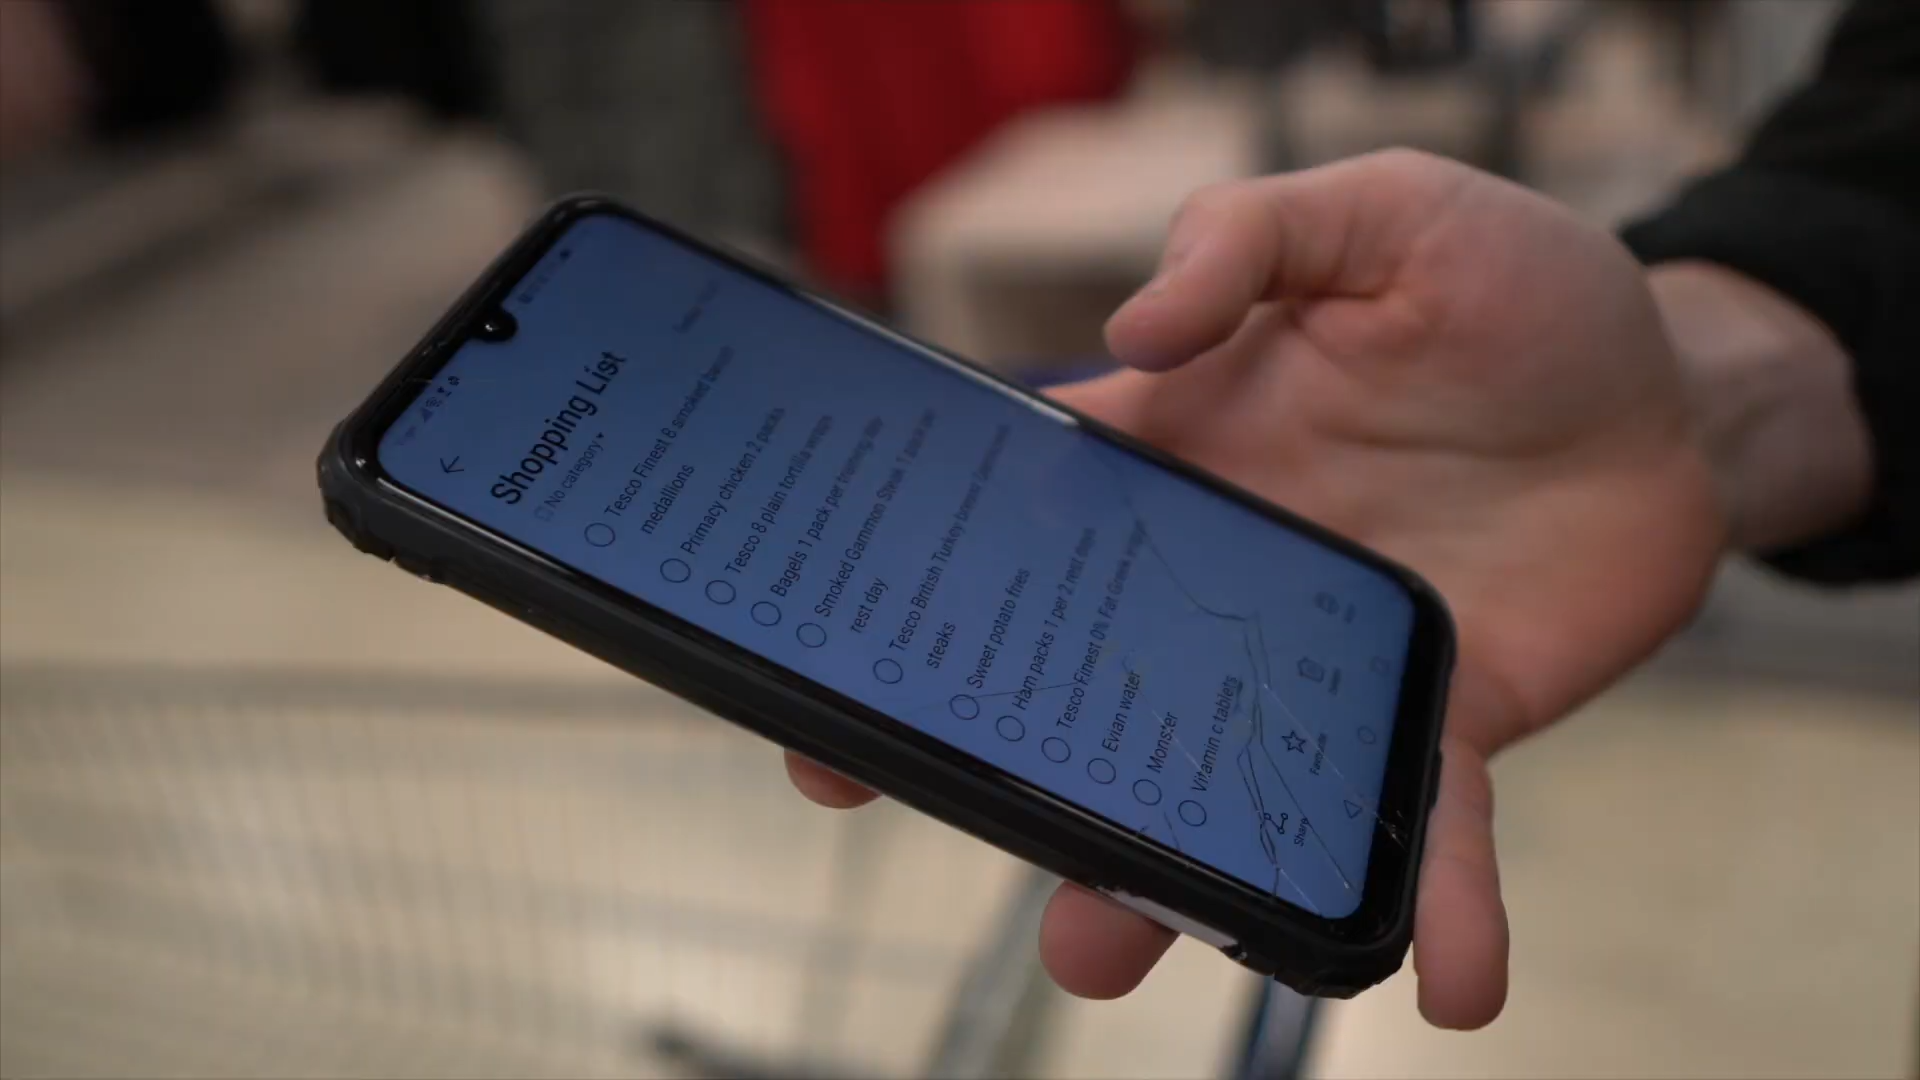 Shopping List
No category
Tesco Finest 8 smoked bacon
medallions
Primacy chicken 2 packs
Tesco 8 plain tortilla wraps
Bagels 1 pack per training day
Smoked Gammon Steak 1 pack per
rest day
Tesco British Turkey breast
steaks
Sweet potato fries
Ham packs 1 per 2 rest days
Tesco Finest 0% Fat Greek yogurt
Evian water
Monster
Vitamin c tablets
Share
Favourite